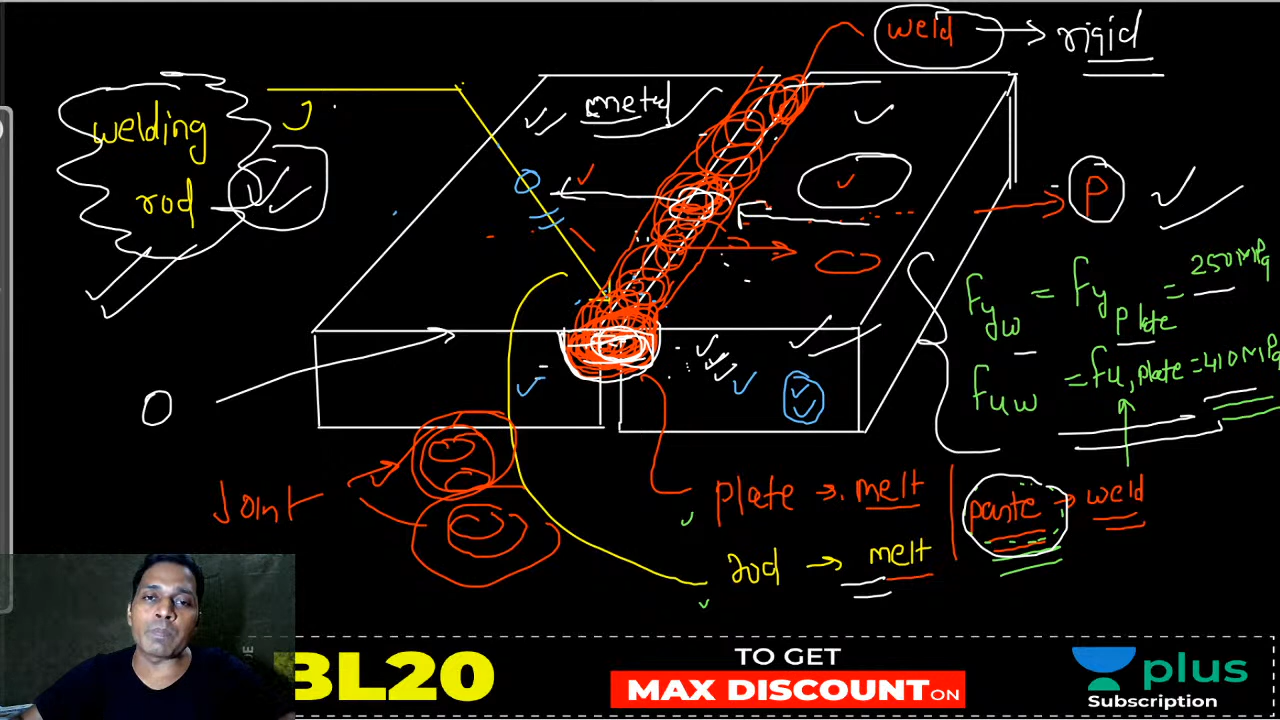 weld → rigid
welding
rod
metal
P
fyw = fy plate = 250MPa
fuw = fu, plate = 410MPa
Joint
plate → melt
paste → weld
rod → melt
BL20
TO GET
MAX DISCOUNT ON
plus
Subscription